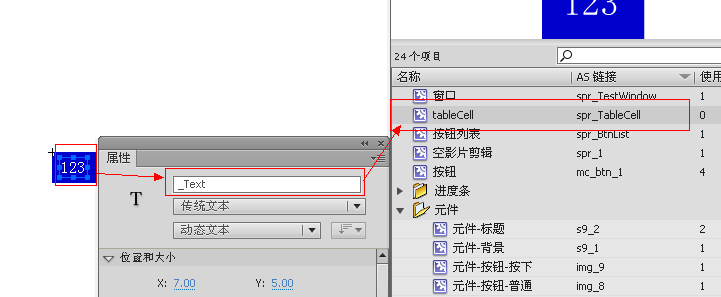 123
24 个项目
名称 AS 链接 使用
窗口 spr_TestWindow 1
tableCell spr_TableCell 0
按钮列表 spr_BtnList 1
空影片剪辑 spr_1 1
按钮 mc_btn_1 4
进度条
元件
元件-标题 s9_2 2
元件-背景 s9_1 1
元件-按钮-按下 img_9 1
元件-按钮-普通 img_8 1
123
属性
_Text
T
传统文本
动态文本
位置和大小
X: 7.00 Y: 5.00